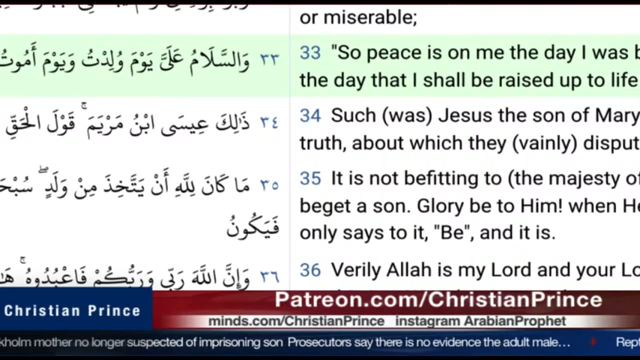 or miserable;
٣٣ وَالسَّلَامُ عَلَيَّ يَوْمَ وُلِدْتُ وَيَوْمَ أَمُوتُ
33 "So peace is on me the day I was b
the day that I shall be raised up to life
٣٤ ذَٰلِكَ عِيسَى ابْنُ مَرْيَمَ ۚ قَوْلَ الْحَقِّ
34 Such (was) Jesus the son of Mary
truth, about which they (vainly) disput
٣٥ مَا كَانَ لِلَّهِ أَنْ يَتَّخِذَ مِنْ وَلَدٍ ۖ سُبْحَا
فَيَكُونُ
35 It is not befitting to (the majesty of
beget a son. Glory be to Him! when He
only says to it, "Be", and it is.
٣٦ وَإِنَّ اللَّهَ رَبِّي وَرَبُّكُمْ فَاعْبُدُوهُ ۚ هَٰ
36 Verily Allah is my Lord and your Lo
Christian Prince
Patreon.com/ChristianPrince
minds.com/ChristianPrince instagram ArabianProphet
kholm mother no longer suspected of imprisoning son Prosecutors say there is no evidence the adult male... Rep